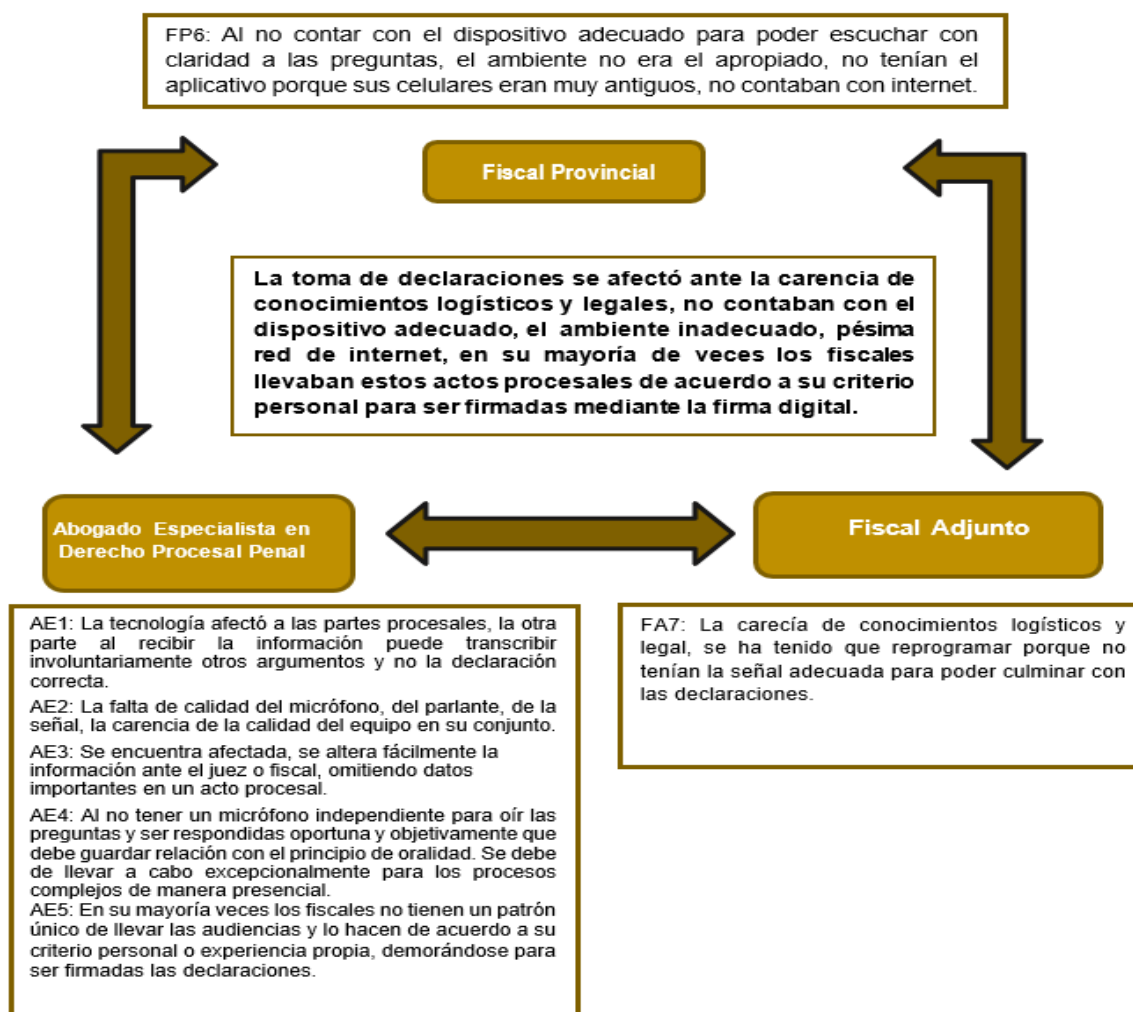 FP6: Al no contar con el dispositivo adecuado para poder escuchar con
claridad a las preguntas, el ambiente no era el apropiado, no tenían el
aplicativo porque sus celulares eran muy antiguos, no contaban con internet.
Fiscal Provincial
La toma de declaraciones se afectó ante la carencia de
conocimientos logísticos y legales, no contaban con el
dispositivo adecuado, el ambiente inadecuado, pésima
red de internet, en su mayoría de veces los fiscales
llevaban estos actos procesales de acuerdo a su criterio
personal para ser firmadas mediante la firma digital.
Abogado Especialista en
Derecho Procesal Penal
Fiscal Adjunto
AE1: La tecnología afectó a las partes procesales, la otra
parte al recibir la información puede transcribir
involuntariamente otros argumentos y no la declaración
correcta.
AE2: La falta de calidad del micrófono, del parlante, de la
señal, la carencia de la calidad del equipo en su conjunto.
AE3: Se encuentra afectada, se altera fácilmente la
información ante el juez o fiscal, omitiendo datos
importantes en un acto procesal.
AE4: Al no tener un micrófono independiente para oír las
preguntas y ser respondidas oportuna y objetivamente que
debe guardar relación con el principio de oralidad. Se debe
de llevar a cabo excepcionalmente para los procesos
complejos de manera presencial.
AE5: En su mayoría veces los fiscales no tienen un patrón
único de llevar las audiencias y lo hacen de acuerdo a su
criterio personal o experiencia propia, demorándose para
ser firmadas las declaraciones.
FA7: La carecía de conocimientos logísticos y
legal, se ha tenido que reprogramar porque no
tenían la señal adecuada para poder culminar con
las declaraciones.